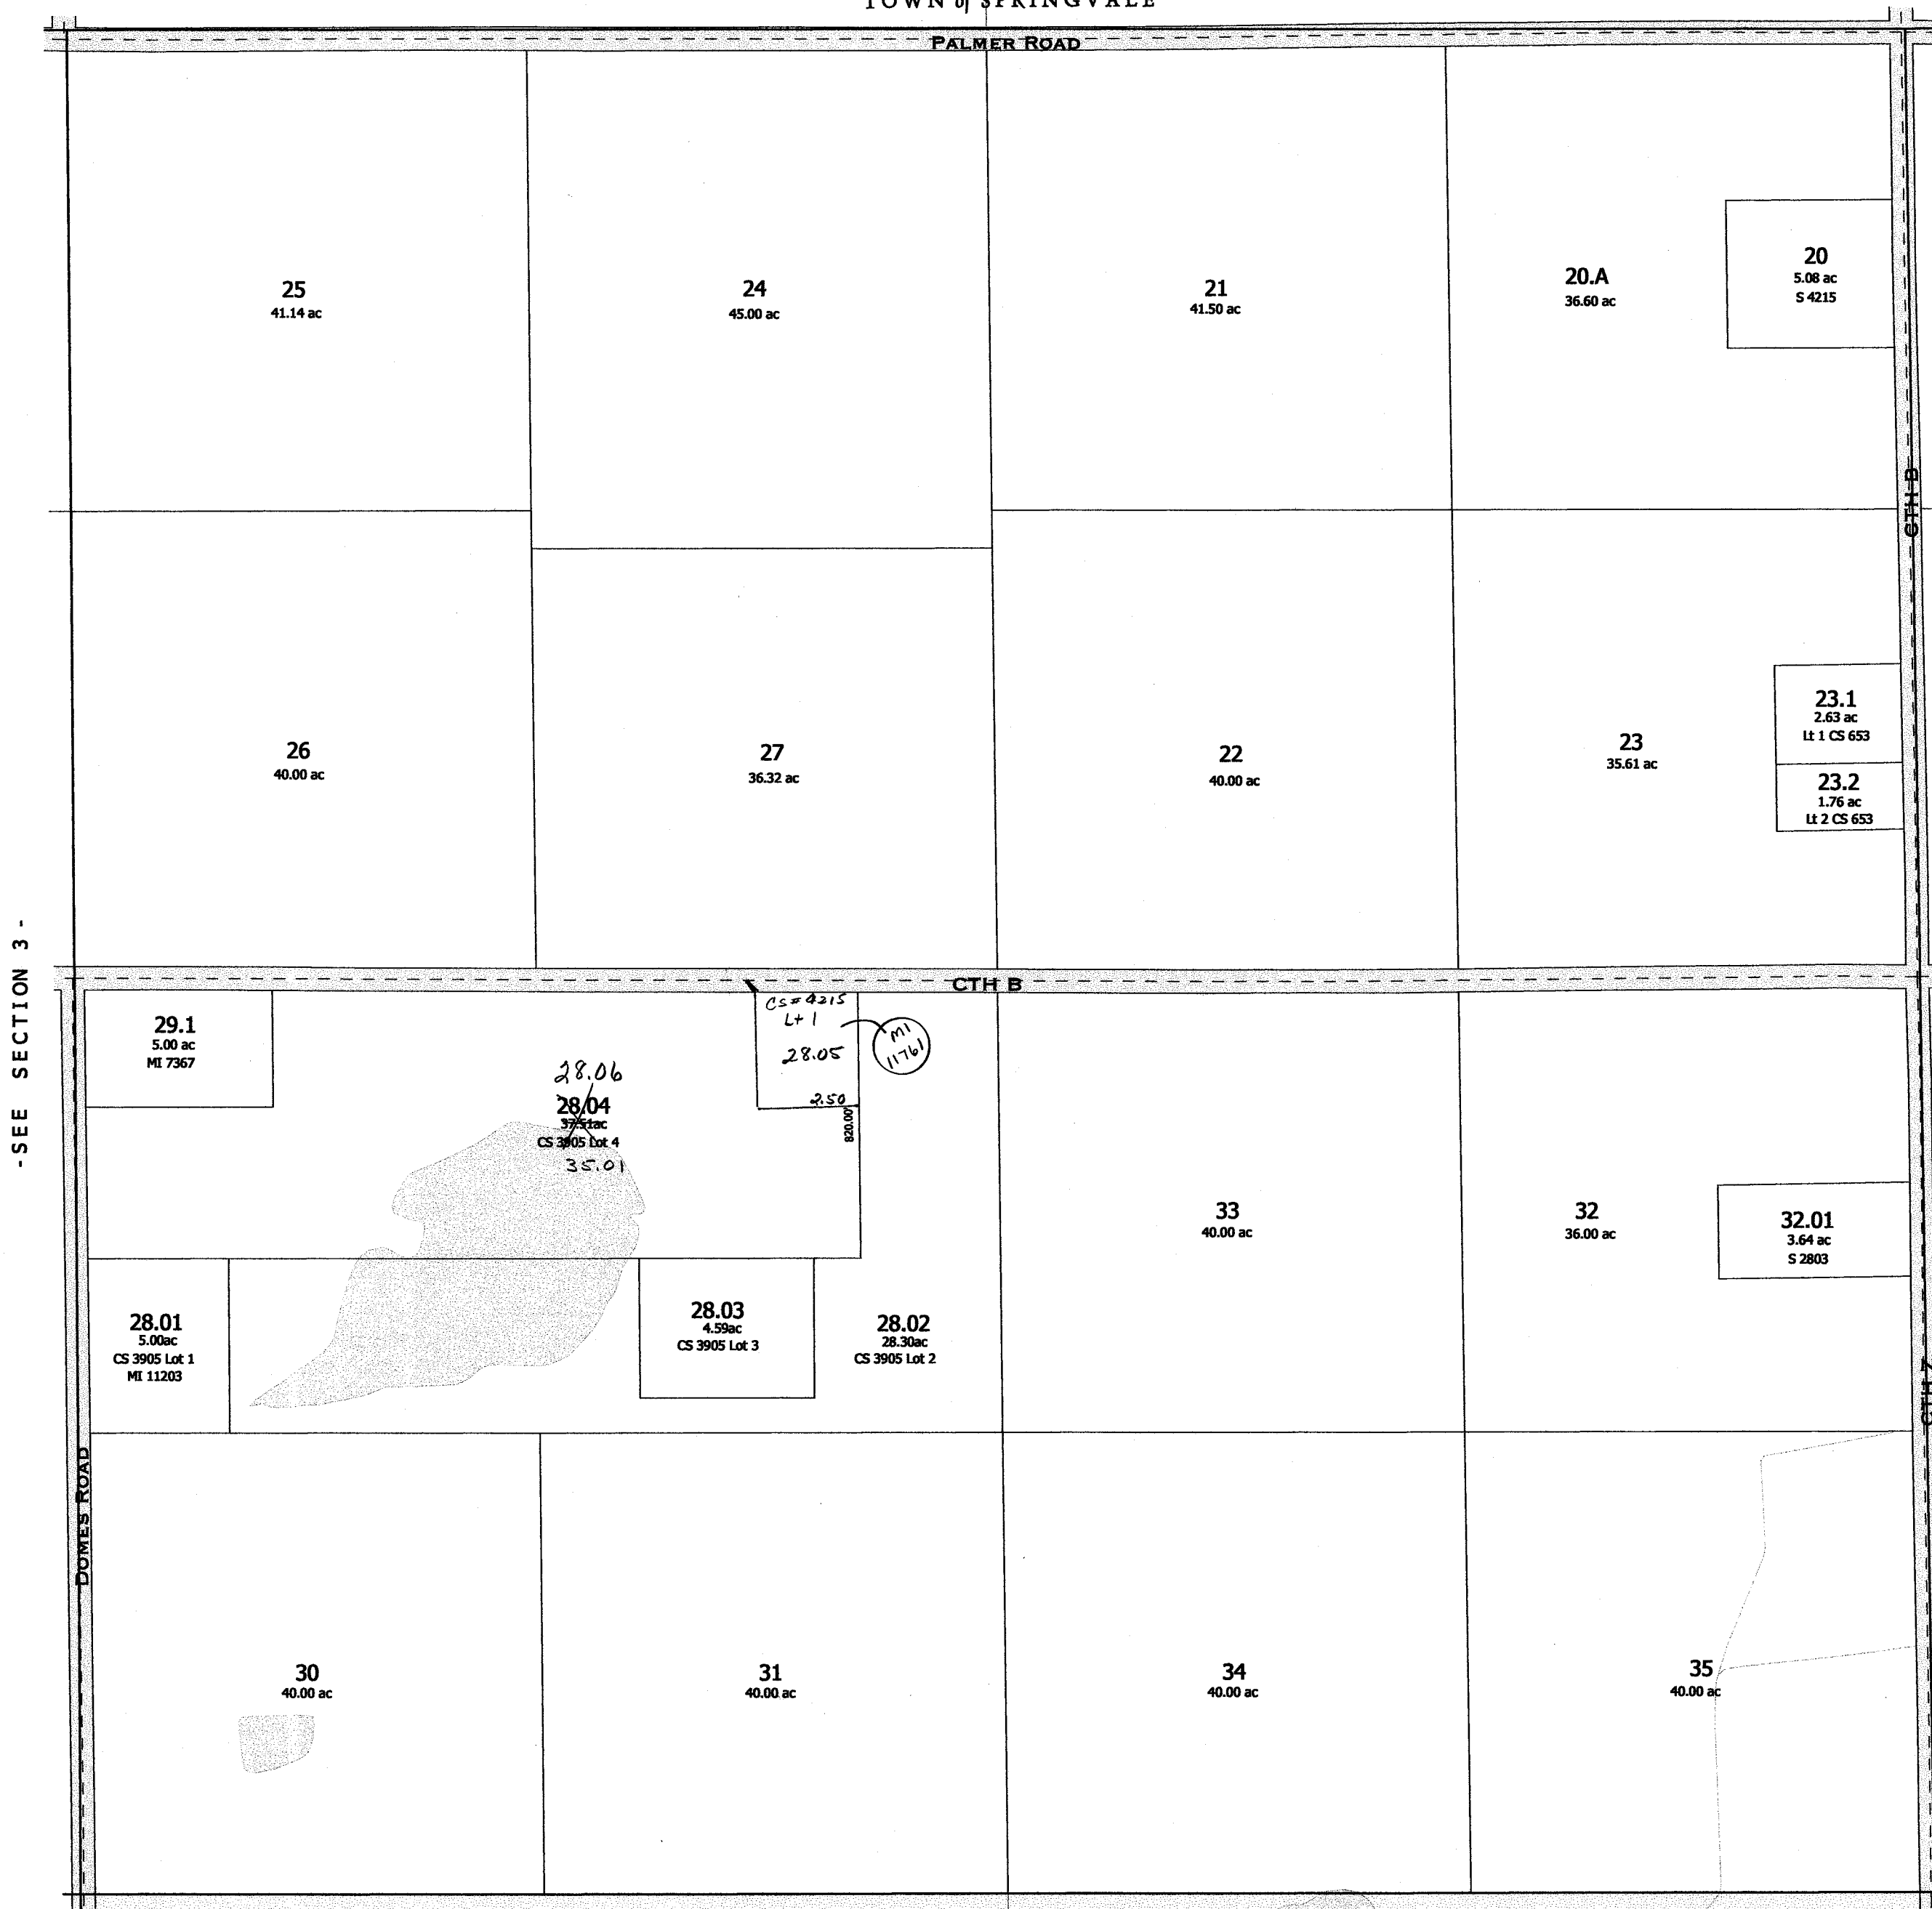 TOWN of SPRINGVALE
PALMER ROAD
25
41.14 ac
24
45.00 ac
21
41.50 ac
20.A
36.60 ac
20
5.08 ac
S 4215
CTH B
26
40.00 ac
27
36.32 ac
22
40.00 ac
23
35.61 ac
23.1
2.63 ac
Lt 1 CS 653
23.2
1.76 ac
Lt 2 CS 653
- SEE SECTION 3 -
CTH B
29.1
5.00 ac
MI 7367
CS# 4215
Lt 1
28.05
2.50
MI
11761
820.00'
28.06
28.04
37.51ac
CS 3905 Lot 4
35.01
33
40.00 ac
32
36.00 ac
32.01
3.64 ac
S 2803
28.01
5.00ac
CS 3905 Lot 1
MI 11203
28.03
4.59ac
CS 3905 Lot 3
28.02
28.30ac
CS 3905 Lot 2
CTH Z
DOMES ROAD
30
40.00 ac
31
40.00 ac
34
40.00 ac
35
40.00 ac